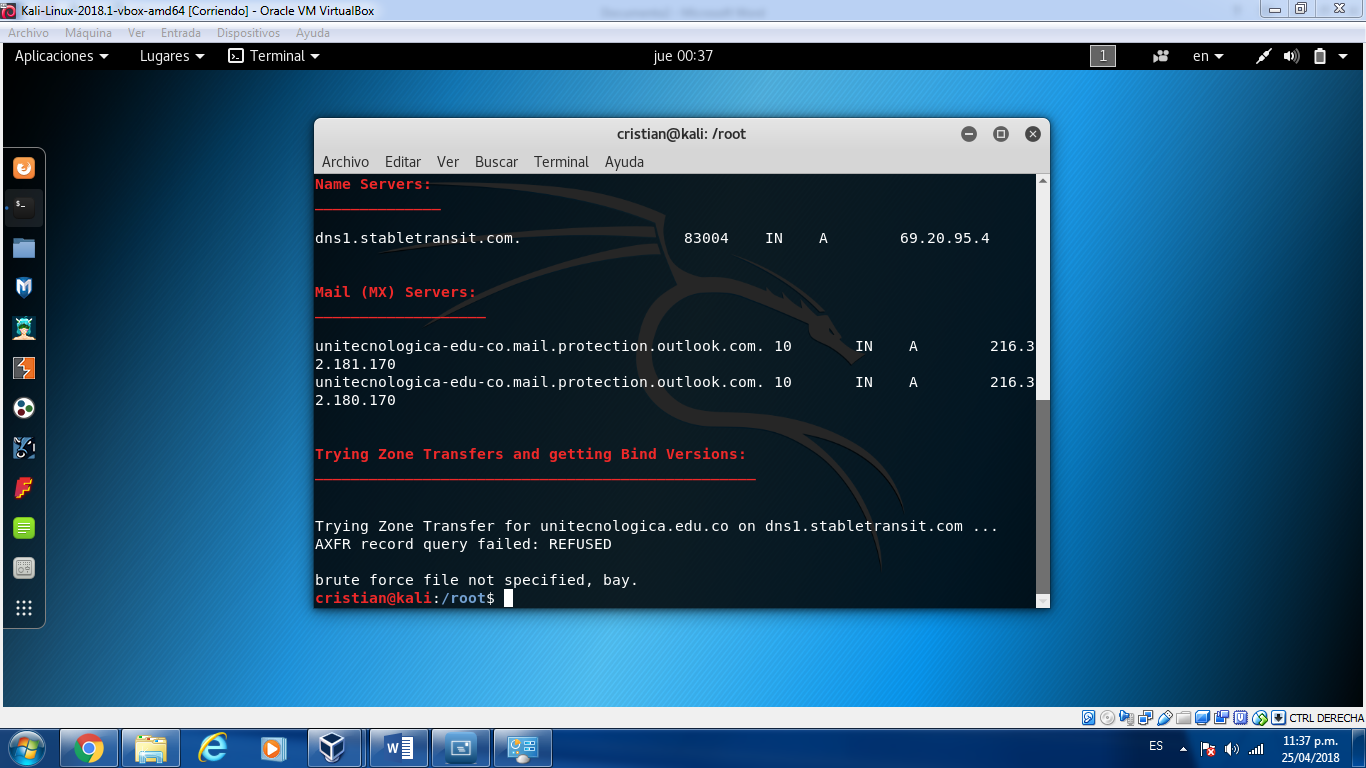 Kali-Linux-2018.1-vbox-amd64 [Corriendo] - Oracle VM VirtualBox
Archivo Máquina Ver Entrada Dispositivos Ayuda
Aplicaciones Lugares Terminal jue 00:37 1 en
cristian@kali: /root
Archivo Editar Ver Buscar Terminal Ayuda
Name Servers:
______________
dns1.stabletransit.com. 83004 IN A 69.20.95.4
Mail (MX) Servers:
___________________
unitecnologica-edu-co.mail.protection.outlook.com. 10 IN A 216.3
2.181.170
unitecnologica-edu-co.mail.protection.outlook.com. 10 IN A 216.3
2.180.170
Trying Zone Transfers and getting Bind Versions:
_________________________________________________
Trying Zone Transfer for unitecnologica.edu.co on dns1.stabletransit.com ...
AXFR record query failed: REFUSED
brute force file not specified, bay.
cristian@kali:/root$
CTRL DERECHA
ES 11:37 p.m.
25/04/2018